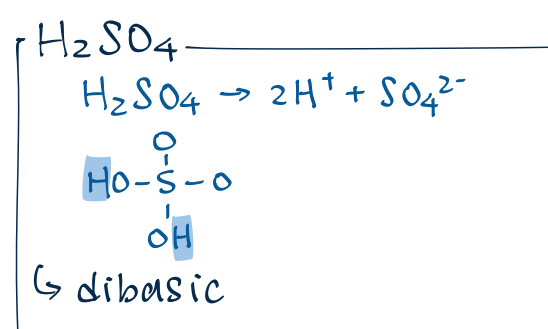 H₂SO₄
H₂SO₄ → 2H⁺ + SO₄²⁻
O
HO-S-O
OH
↳ dibasic